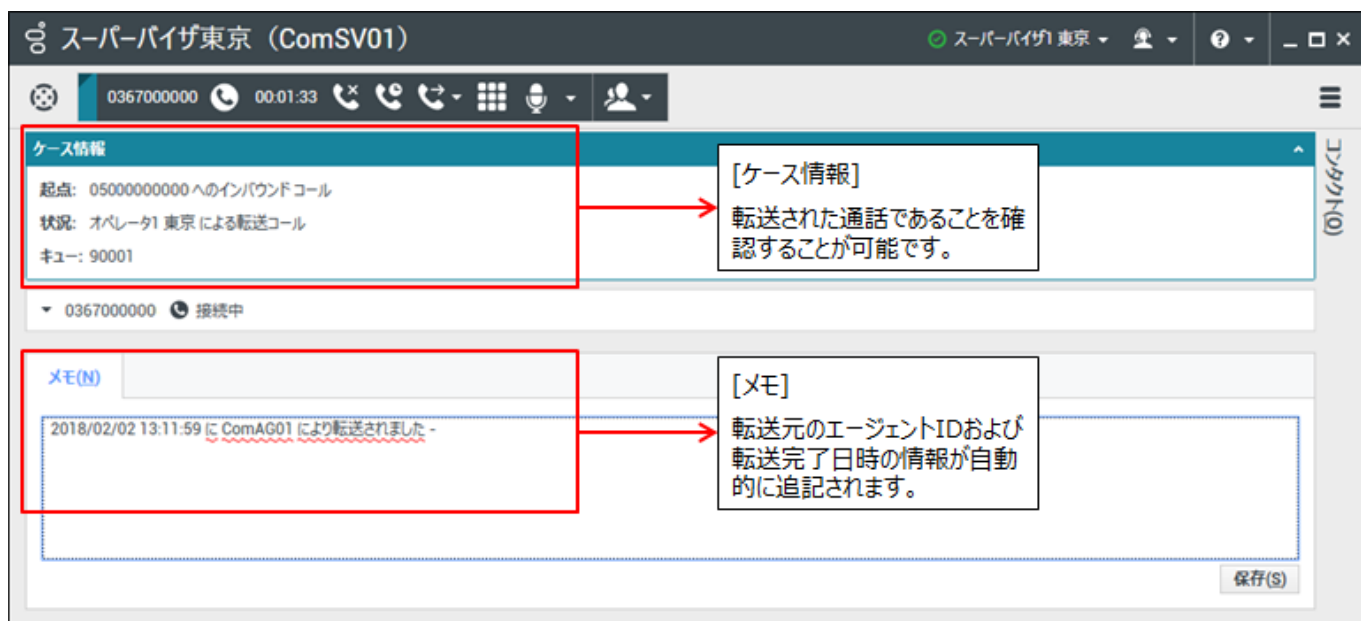 スーパーバイザ東京（ComSV01）
スーパーバイザ1 東京
0367000000 00:01:33
ケース情報
起点: 05000000000 へのインバウンド コール
状況: オペレータ1 東京 による転送コール
キュー: 90001
[ケース情報]
転送された通話であることを確
認することが可能です。
コンタクト(0)
0367000000 接続中
メモ(N)
2018/02/02 13:11:59 に ComAG01 により転送されました -
[メモ]
転送元のエージェントIDおよび
転送完了日時の情報が自動
的に追記されます。
保存(S)